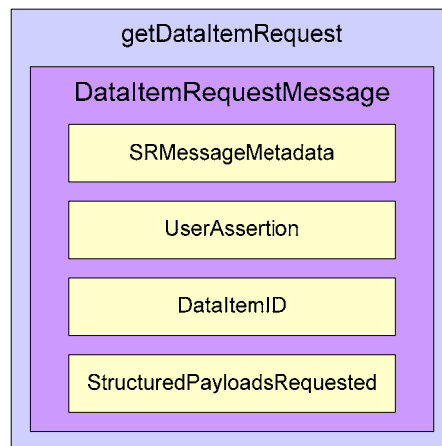 getDataItemRequest
DataItemRequestMessage
SRMessageMetadata
UserAssertion
DataItemID
StructuredPayloadsRequested